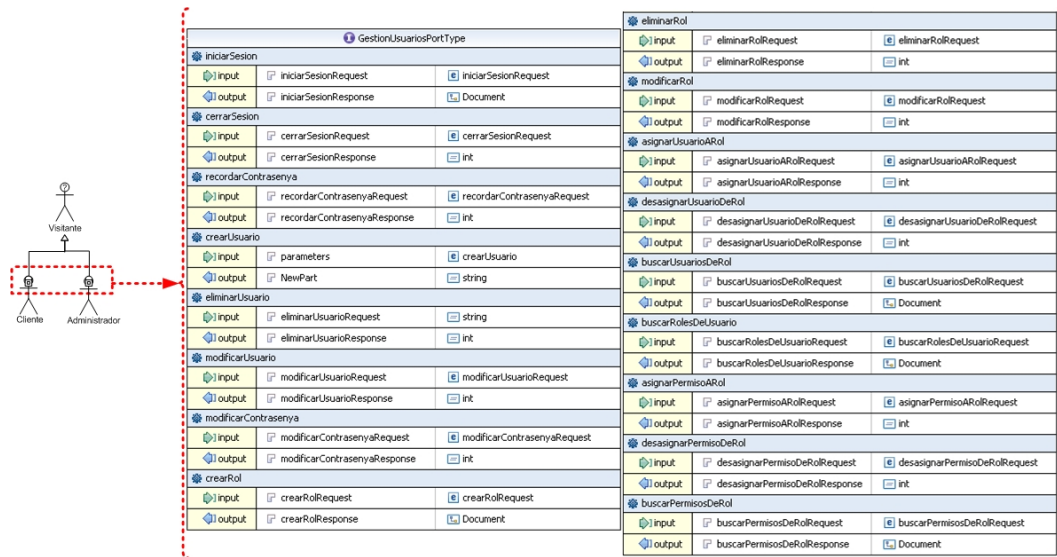 Visitante
Cliente
Administrador
GestionUsuariosPortType
iniciarSesion
input iniciarSesionRequest iniciarSesionRequest
output iniciarSesionResponse Document
cerrarSesion
input cerrarSesionRequest cerrarSesionRequest
output cerrarSesionResponse int
recordarContrasenya
input recordarContrasenyaRequest recordarContrasenyaRequest
output recordarContrasenyaResponse int
crearUsuario
input parameters crearUsuario
output NewPart string
eliminarUsuario
input eliminarUsuarioRequest string
output eliminarUsuarioResponse int
modificarUsuario
input modificarUsuarioRequest modificarUsuarioRequest
output modificarUsuarioResponse int
modificarContrasenya
input modificarContrasenyaRequest modificarContrasenyaRequest
output modificarContrasenyaResponse int
crearRol
input crearRolRequest crearRolRequest
output crearRolResponse Document
eliminarRol
input eliminarRolRequest eliminarRolRequest
output eliminarRolResponse int
modificarRol
input modificarRolRequest modificarRolRequest
output modificarRolResponse int
asignarUsuarioARol
input asignarUsuarioARolRequest asignarUsuarioARolRequest
output asignarUsuarioARolResponse int
desasignarUsuarioDeRol
input desasignarUsuarioDeRolRequest desasignarUsuarioDeRolRequest
output desasignarUsuarioDeRolResponse int
buscarUsuariosDeRol
input buscarUsuariosDeRolRequest buscarUsuariosDeRolRequest
output buscarUsuariosDeRolResponse Document
buscarRolesDeUsuario
input buscarRolesDeUsuarioRequest buscarRolesDeUsuarioRequest
output buscarRolesDeUsuarioResponse Document
asignarPermisoARol
input asignarPermisoARolRequest asignarPermisoARolRequest
output asignarPermisoARolResponse int
desasignarPermisoDeRol
input desasignarPermisoDeRolRequest desasignarPermisoDeRolRequest
output desasignarPermisoDeRolResponse int
buscarPermisosDeRol
input buscarPermisosDeRolRequest buscarPermisosDeRolRequest
output buscarPermisosDeRolResponse Document